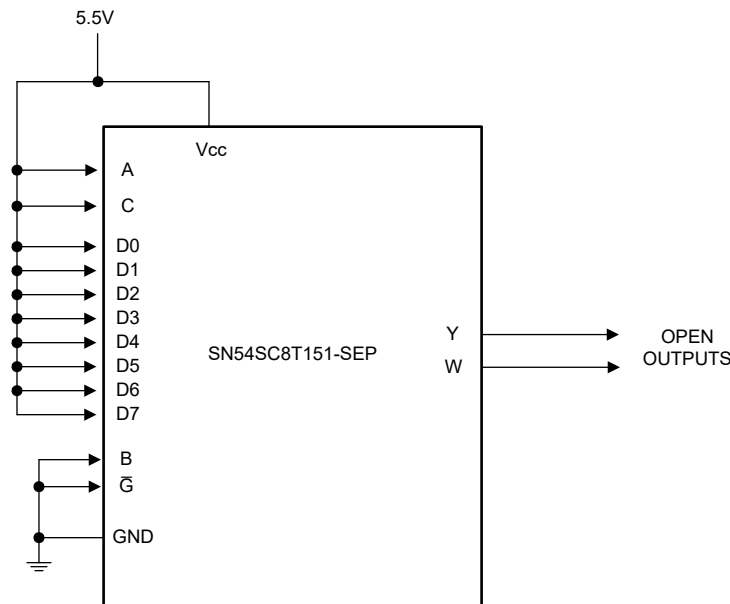 5.5V
Vcc
A
C
D0
D1
D2
D3
D4
D5
D6
D7
B
G̅
GND
SN54SC8T151-SEP
Y
W
OPEN
OUTPUTS